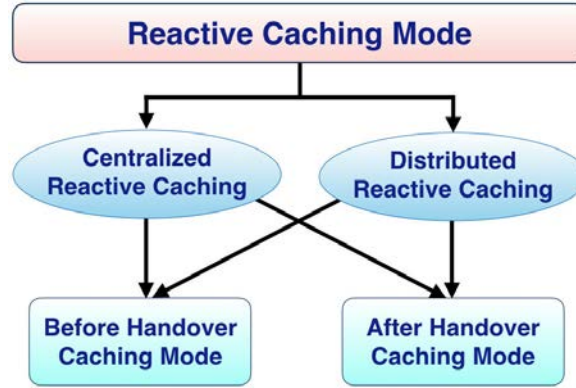 Reactive Caching Mode
Centralized
Reactive Caching
Distributed
Reactive Caching
Before Handover
Caching Mode
After Handover
Caching Mode